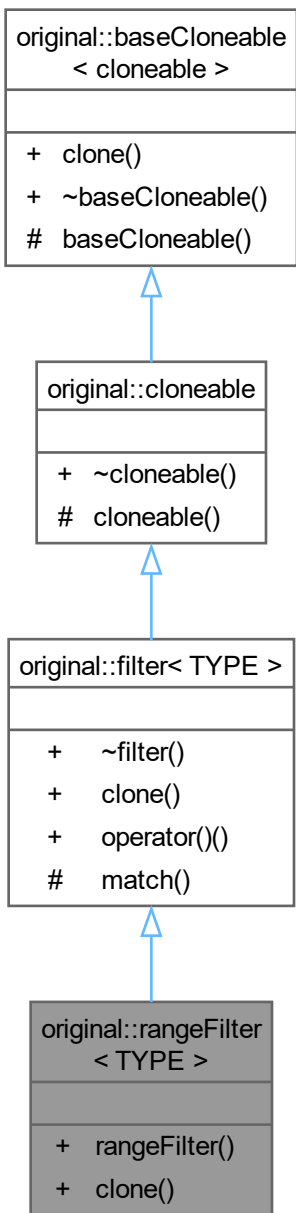 original::baseCloneable
< cloneable >
+ clone()
+ ~baseCloneable()
# baseCloneable()
original::cloneable
+ ~cloneable()
# cloneable()
original::filter< TYPE >
+ ~filter()
+ clone()
+ operator()()
# match()
original::rangeFilter
< TYPE >
+ rangeFilter()
+ clone()